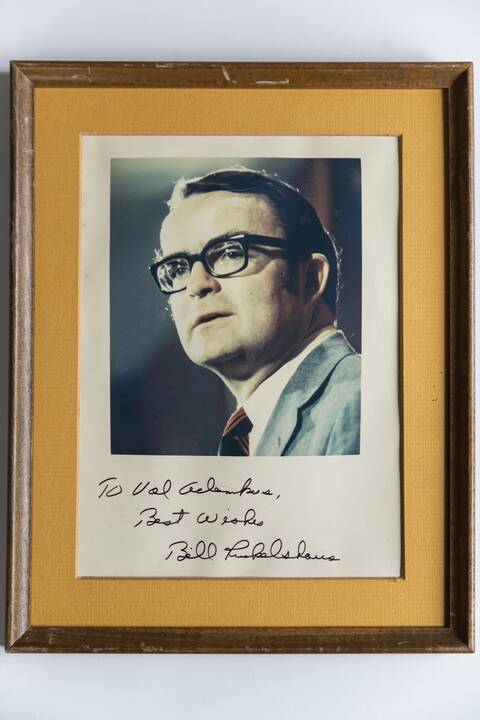 To Val Adamkus,
Best Wishes
Bill Ruckelshaus